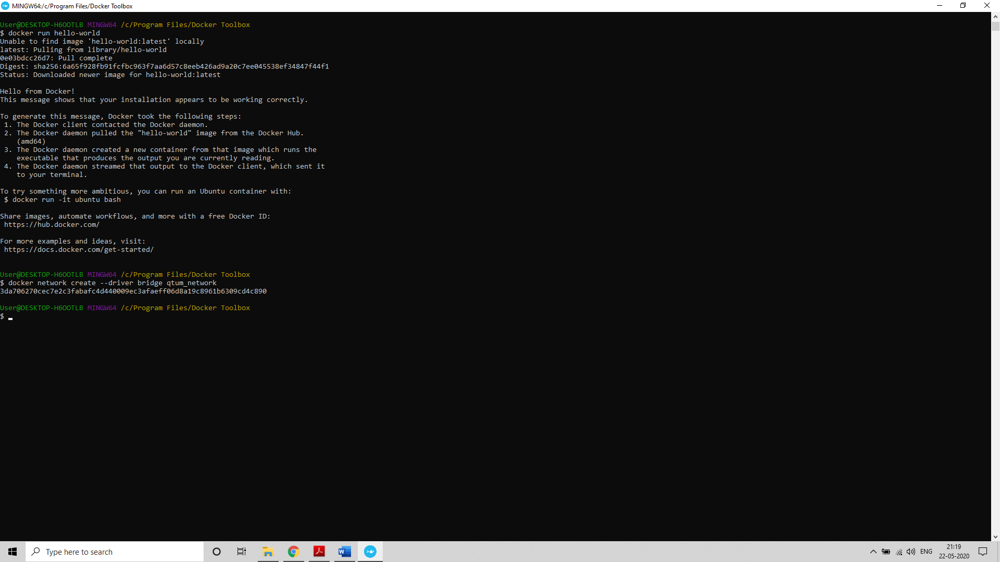 MINGW64:/c/Program Files/Docker Toolbox
User@DESKTOP-H6OOTLB MINGW64 /c/Program Files/Docker Toolbox
$ docker run hello-world
Unable to find image 'hello-world:latest' locally
latest: Pulling from library/hello-world
0e03bdcc26d7: Pull complete
Digest: sha256:6a65f928fb91fcfbc963f7aa6d57c8eeb426ad9a20c7ee045538ef34847f44f1
Status: Downloaded newer image for hello-world:latest
Hello from Docker!
This message shows that your installation appears to be working correctly.
To generate this message, Docker took the following steps:
1. The Docker client contacted the Docker daemon.
2. The Docker daemon pulled the "hello-world" image from the Docker Hub.
(amd64)
3. The Docker daemon created a new container from that image which runs the
executable that produces the output you are currently reading.
4. The Docker daemon streamed that output to the Docker client, which sent it
to your terminal.
To try something more ambitious, you can run an Ubuntu container with:
$ docker run -it ubuntu bash
Share images, automate workflows, and more with a free Docker ID:
https://hub.docker.com/
For more examples and ideas, visit:
https://docs.docker.com/get-started/
User@DESKTOP-H6OOTLB MINGW64 /c/Program Files/Docker Toolbox
$ docker network create --driver bridge qtum_network
3da706270cec7e2c3fabafc4d440009ec3afaeff06d8a19c8961b6309cd4c890
User@DESKTOP-H6OOTLB MINGW64 /c/Program Files/Docker Toolbox
$
Type here to search
ENG
21:19
22-05-2020